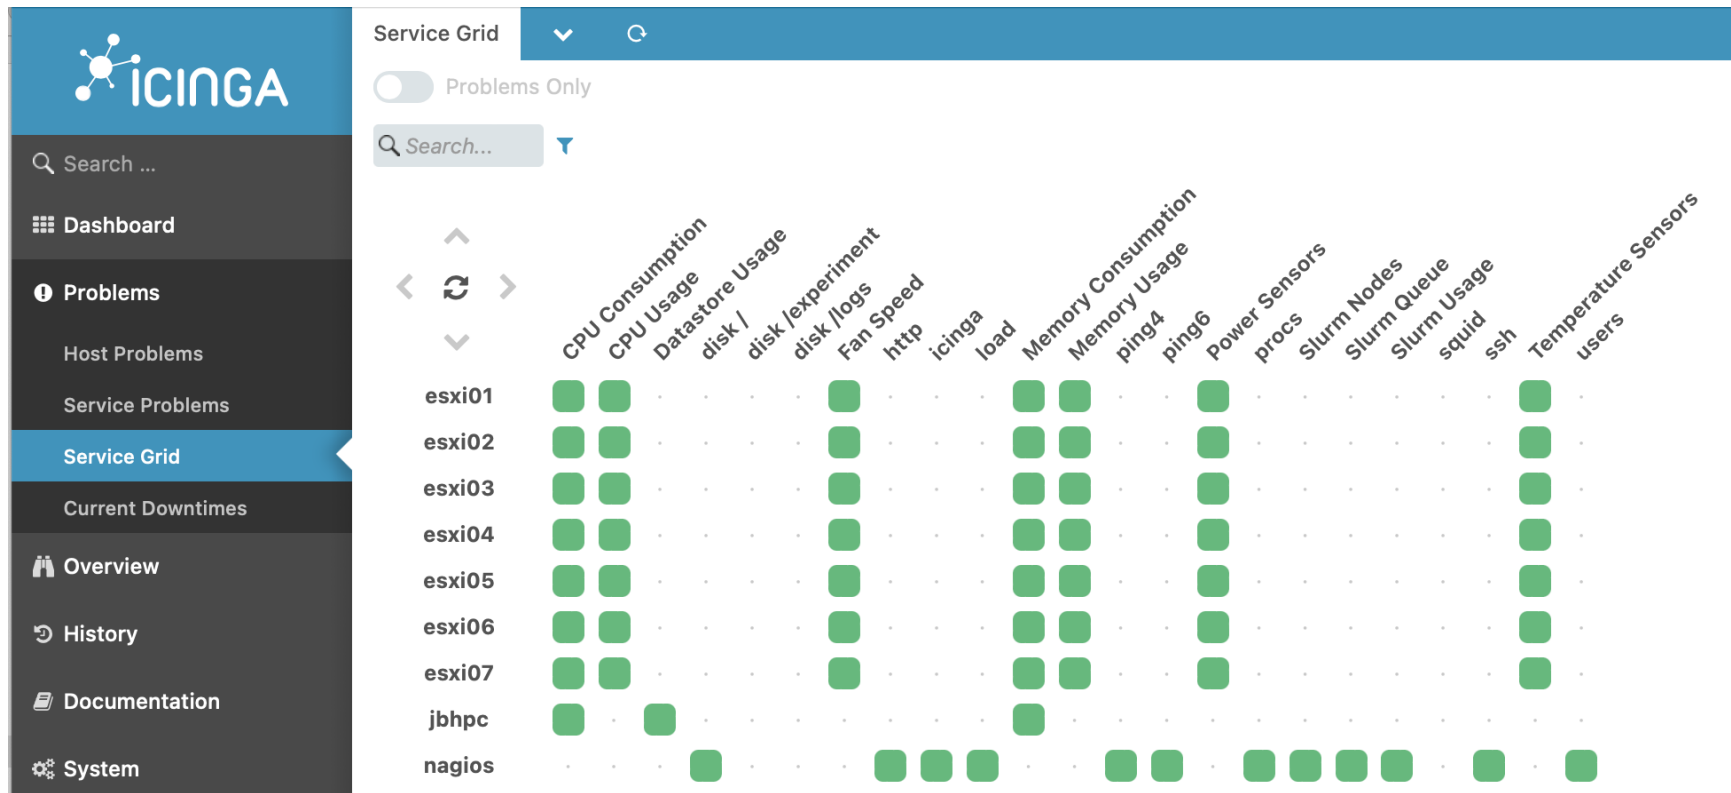 ICINGA
Search ...
Dashboard
Problems
Host Problems
Service Problems
Service Grid
Current Downtimes
Overview
History
Documentation
System
Service Grid
Problems Only
Search...
CPU Consumption
CPU Usage
Datastore Usage
disk /
disk /experiment
disk /logs
Fan Speed
http
icinga
load
Memory Consumption
Memory Usage
ping4
ping6
Power Sensors
procs
Slurm Nodes
Slurm Queue
Slurm Usage
squid
ssh
Temperature Sensors
users
esxi01
esxi02
esxi03
esxi04
esxi05
esxi06
esxi07
jbhpc
nagios